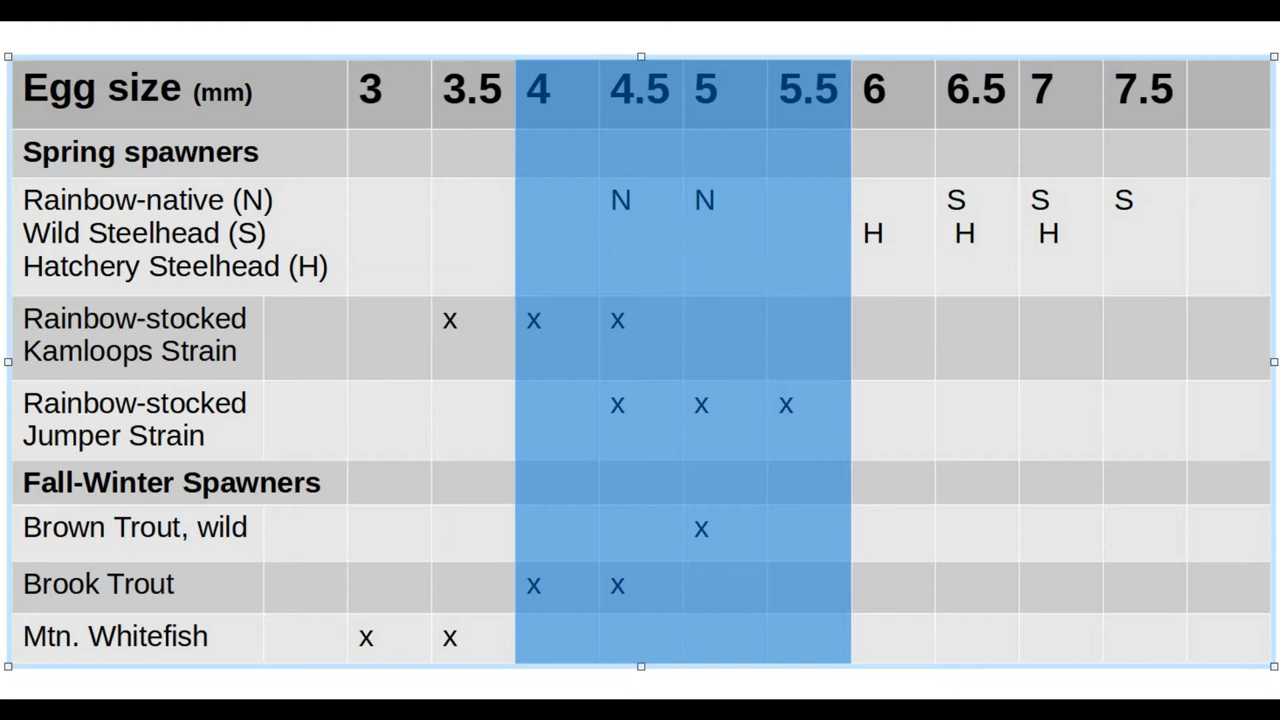 Egg size (mm) 3 3.5 4 4.5 5 5.5 6 6.5 7 7.5
Spring spawners
Rainbow-native (N) N N S S S
Wild Steelhead (S) H H H
Hatchery Steelhead (H)
Rainbow-stocked x x x
Kamloops Strain
Rainbow-stocked x x x
Jumper Strain
Fall-Winter Spawners
Brown Trout, wild x
Brook Trout x x
Mtn. Whitefish x x